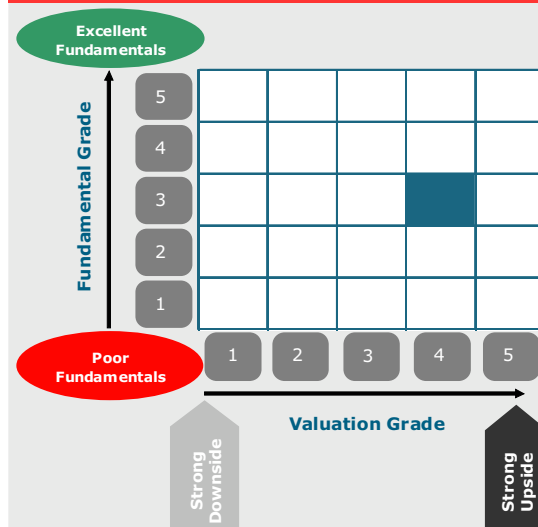 Excellent
Fundamentals
Fundamental Grade
5
4
3
2
1
Poor
Fundamentals
1
2
3
4
5
Valuation Grade
Strong
Downside
Strong
Upside